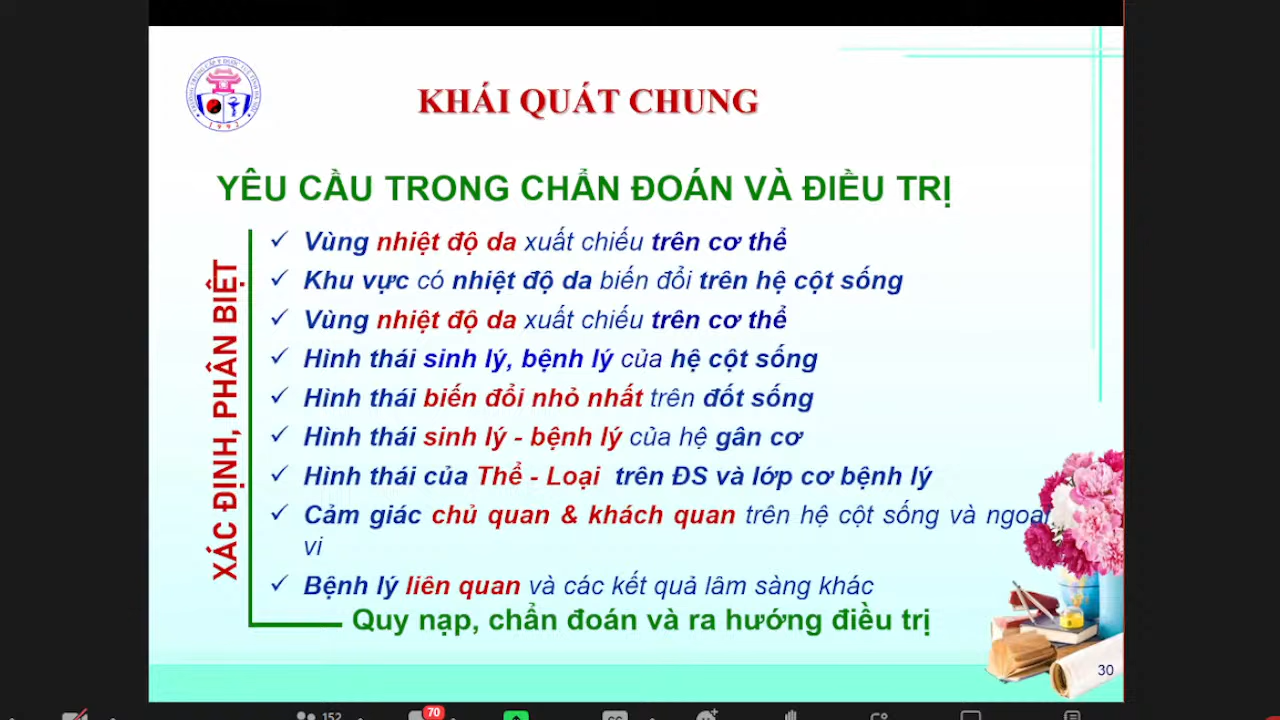 KHÁI QUÁT CHUNG
YÊU CẦU TRONG CHẨN ĐOÁN VÀ ĐIỀU TRỊ
XÁC ĐỊNH, PHÂN BIỆT
✓ Vùng nhiệt độ da xuất chiếu trên cơ thể
✓ Khu vực có nhiệt độ da biến đổi trên hệ cột sống
✓ Vùng nhiệt độ da xuất chiếu trên cơ thể
✓ Hình thái sinh lý, bệnh lý của hệ cột sống
✓ Hình thái biến đổi nhỏ nhất trên đốt sống
✓ Hình thái sinh lý - bệnh lý của hệ gân cơ
✓ Hình thái của Thể - Loại trên ĐS và lớp cơ bệnh lý
✓ Cảm giác chủ quan & khách quan trên hệ cột sống và ngoại
vi
✓ Bệnh lý liên quan và các kết quả lâm sàng khác
Quy nạp, chẩn đoán và ra hướng điều trị
30
152
70